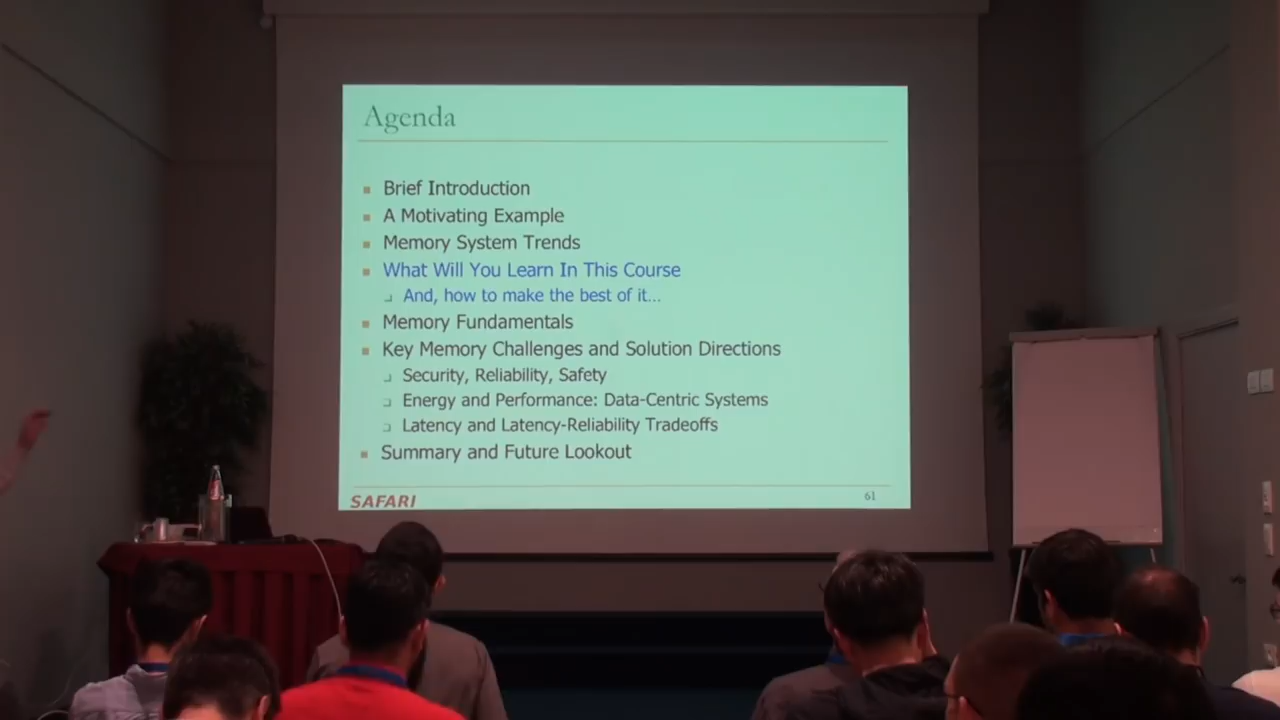 Agenda
Brief Introduction
A Motivating Example
Memory System Trends
What Will You Learn In This Course
And, how to make the best of it...
Memory Fundamentals
Key Memory Challenges and Solution Directions
Security, Reliability, Safety
Energy and Performance: Data-Centric Systems
Latency and Latency-Reliability Tradeoffs
Summary and Future Lookout
SAFARI
61